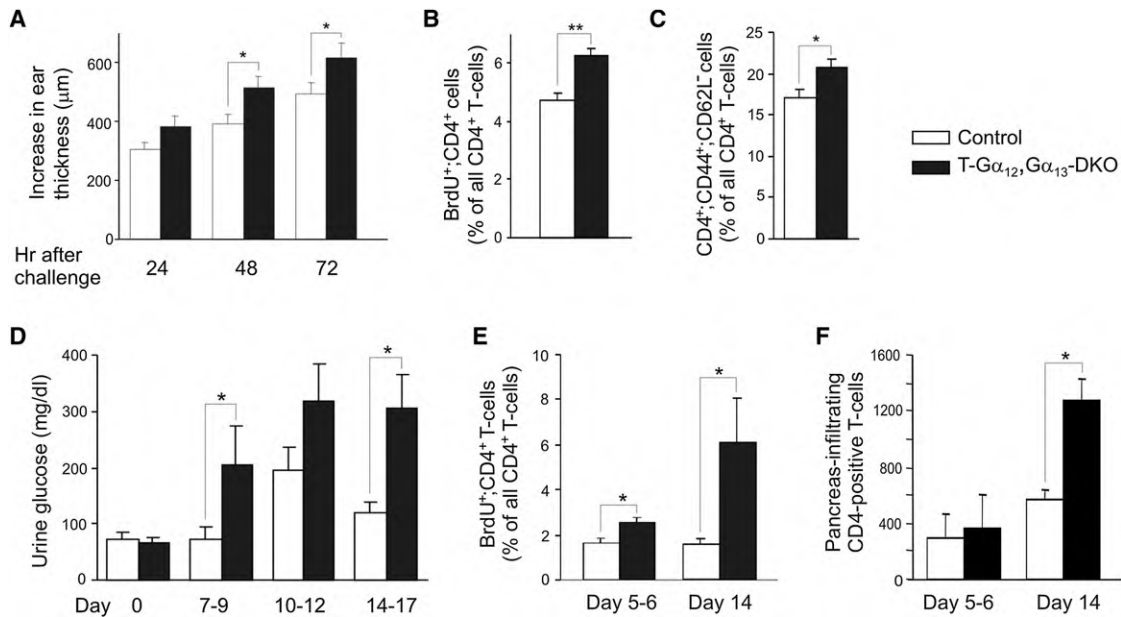 A
Increase in ear
thickness (μm)
600
400
200
0
*
*
Hr after
challenge
24
48
72
B
BrdU⁺;CD4⁺ cells
(% of all CD4⁺ T-cells)
6
4
2
0
**
C
CD4⁺;CD44⁺;CD62L⁻ cells
(% of all CD4⁺ T-cells)
25
20
15
10
5
0
*
Control
T-Gα₁₂,Gα₁₃-DKO
D
Urine glucose (mg/dl)
400
300
200
100
0
*
*
Day
0
7-9
10-12
14-17
E
BrdU⁺;CD4⁺ T-cells
(% of all CD4⁺ T-cells)
10
8
6
4
2
0
*
*
Day 5-6
Day 14
F
Pancreas-infiltrating
CD4-positive T-cells
1600
1200
800
400
0
*
Day 5-6
Day 14